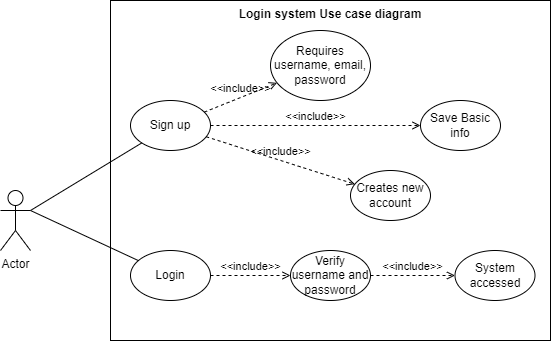 Login system Use case diagram
Requires
username, email,
password
<<include>>
Sign up
<<include>>
Save Basic
info
<<include>>
Creates new
account
Actor
Login
<<include>>
Verify
username and
password
<<include>>
System
accessed